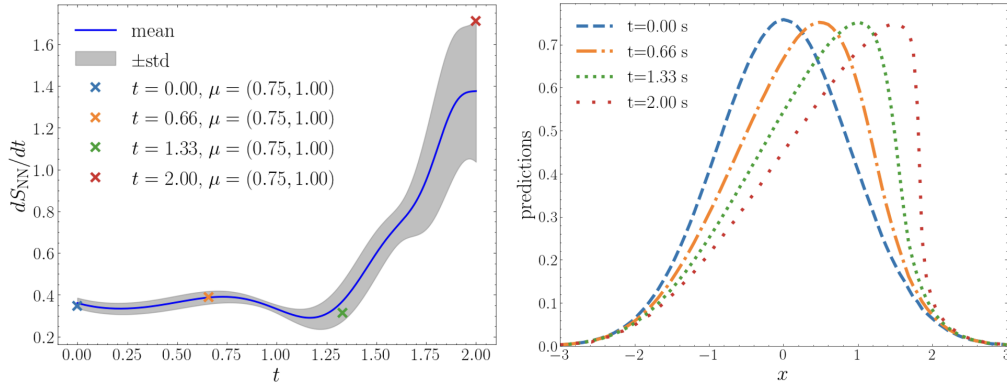 1.6
1.4
1.2
1.0
0.8
0.6
0.4
0.2
dS_NN/dt
mean
±std
t = 0.00, μ = (0.75, 1.00)
t = 0.66, μ = (0.75, 1.00)
t = 1.33, μ = (0.75, 1.00)
t = 2.00, μ = (0.75, 1.00)
0.00 0.25 0.50 0.75 1.00 1.25 1.50 1.75 2.00
t
0.7
0.6
0.5
0.4
0.3
0.2
0.1
0.0
predictions
t=0.00 s
t=0.66 s
t=1.33 s
t=2.00 s
−3 −2 −1 0 1 2 3
x